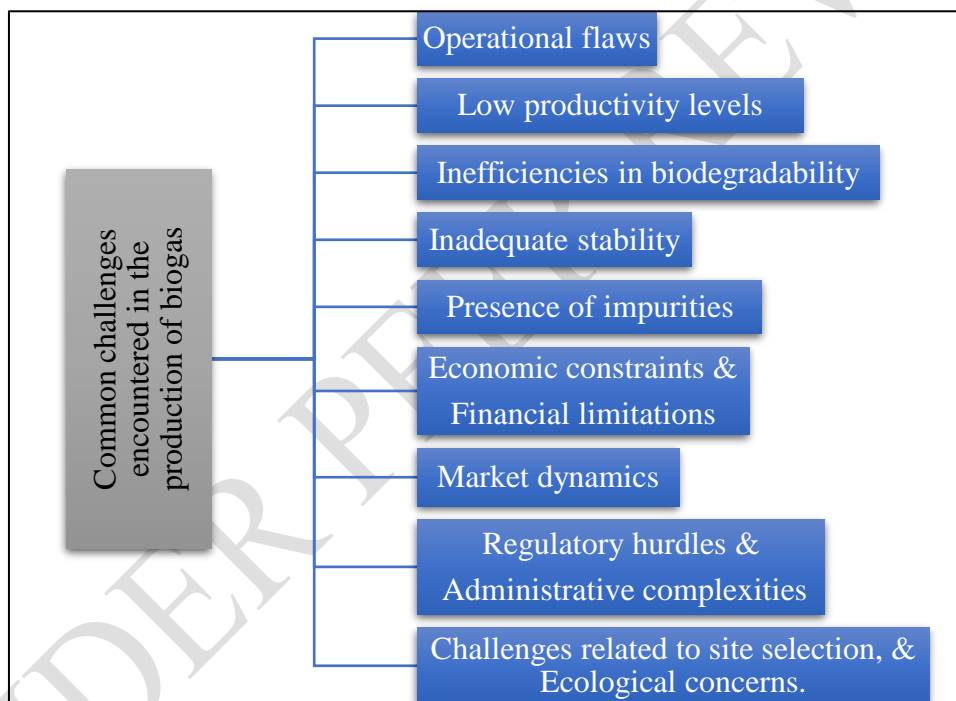 Operational flaws
Low productivity levels
Inefficiencies in biodegradability
Inadequate stability
Presence of impurities
Economic constraints &
Financial limitations
Market dynamics
Regulatory hurdles &
Administrative complexities
Challenges related to site selection, &
Ecological concerns.
Common challenges
encountered in the
production of biogas